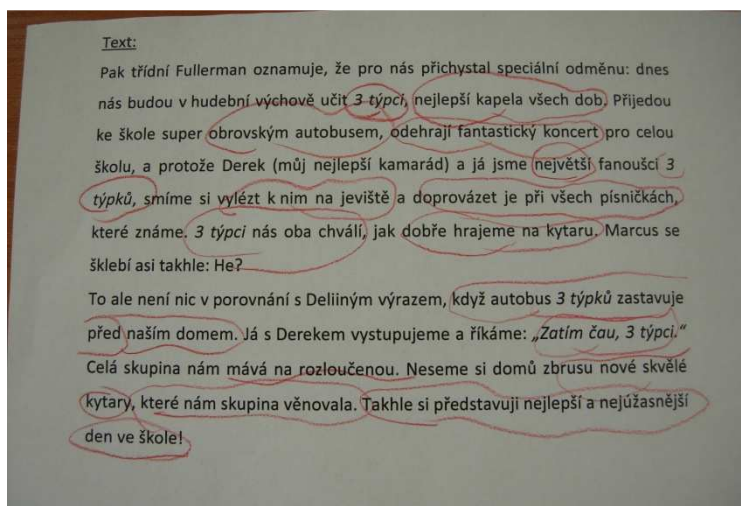 Text:
Pak třídní Fullerman oznamuje, že pro nás přichystal speciální odměnu: dnes
nás budou v hudební výchově učit 3 týpci, nejlepší kapela všech dob. Přijedou
ke škole super obrovským autobusem, odehrají fantastický koncert pro celou
školu, a protože Derek (můj nejlepší kamarád) a já jsme největší fanoušci 3
týpků, smíme si vylézt k nim na jeviště a doprovázet je při všech písničkách,
které známe. 3 týpci nás oba chválí, jak dobře hrajeme na kytaru. Marcus se
šklebí asi takhle: He?
To ale není nic v porovnání s Deliiným výrazem, když autobus 3 týpků zastavuje
před naším domem. Já s Derekem vystupujeme a říkáme: „Zatím čau, 3 týpci.“
Celá skupina nám mává na rozloučenou. Neseme si domů zbrusu nové skvělé
kytary, které nám skupina věnovala. Takhle si představuji nejlepší a nejúžasnější
den ve škole!